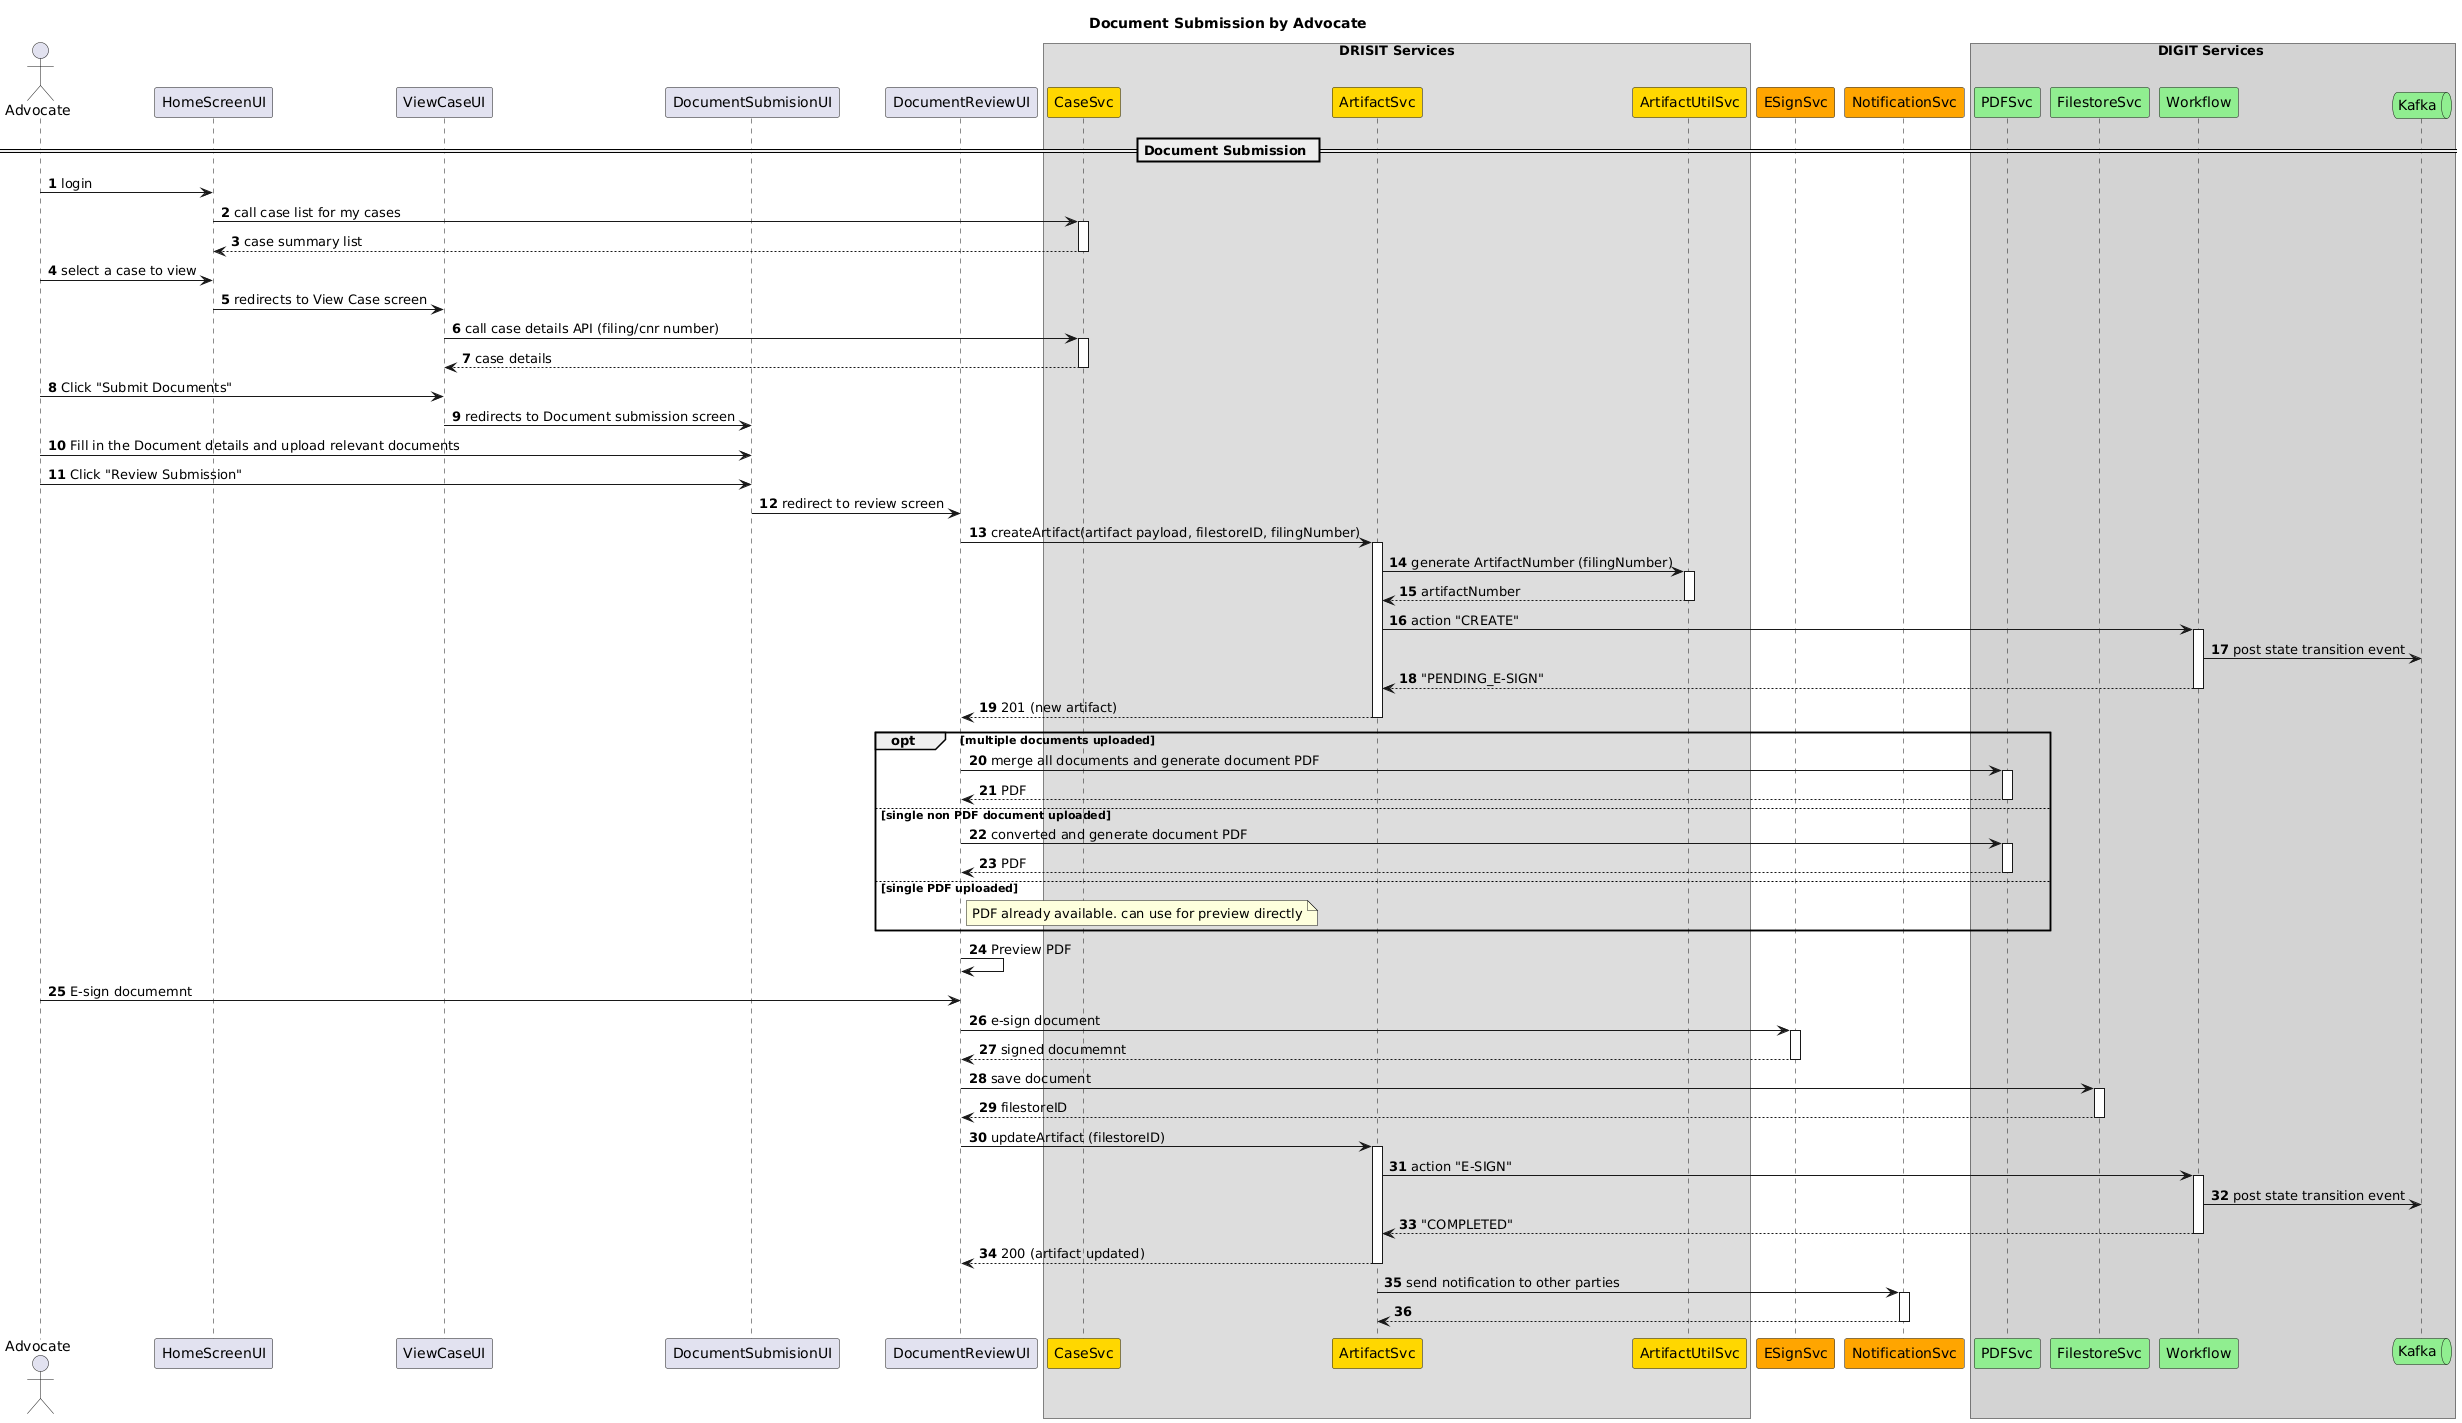 Document Submission by Advocate
DRISIT Services
DIGIT Services
Advocate
HomeScreenUI
ViewCaseUI
DocumentSubmisionUI
DocumentReviewUI
CaseSvc
ArtifactSvc
ArtifactUtilSvc
ESignSvc
NotificationSvc
PDFSvc
FilestoreSvc
Workflow
Kafka
Document Submission
1 login
2 call case list for my cases
3 case summary list
4 select a case to view
5 redirects to View Case screen
6 call case details API (filing/cnr number)
7 case details
8 Click "Submit Documents"
9 redirects to Document submission screen
10 Fill in the Document details and upload relevant documents
11 Click "Review Submission"
12 redirect to review screen
13 createArtifact(artifact payload, filestoreID, filingNumber)
14 generate ArtifactNumber (filingNumber)
15 artifactNumber
16 action "CREATE"
17 post state transition event
18 "PENDING_E-SIGN"
19 201 (new artifact)
opt [multiple documents uploaded]
20 merge all documents and generate document PDF
21 PDF
[single non PDF document uploaded]
22 converted and generate document PDF
23 PDF
[single PDF uploaded]
PDF already available. can use for preview directly
24 Preview PDF
25 E-sign documemnt
26 e-sign document
27 signed documemnt
28 save document
29 filestoreID
30 updateArtifact (filestoreID)
31 action "E-SIGN"
32 post state transition event
33 "COMPLETED"
34 200 (artifact updated)
35 send notification to other parties
36
Advocate
HomeScreenUI
ViewCaseUI
DocumentSubmisionUI
DocumentReviewUI
CaseSvc
ArtifactSvc
ArtifactUtilSvc
ESignSvc
NotificationSvc
PDFSvc
FilestoreSvc
Workflow
Kafka